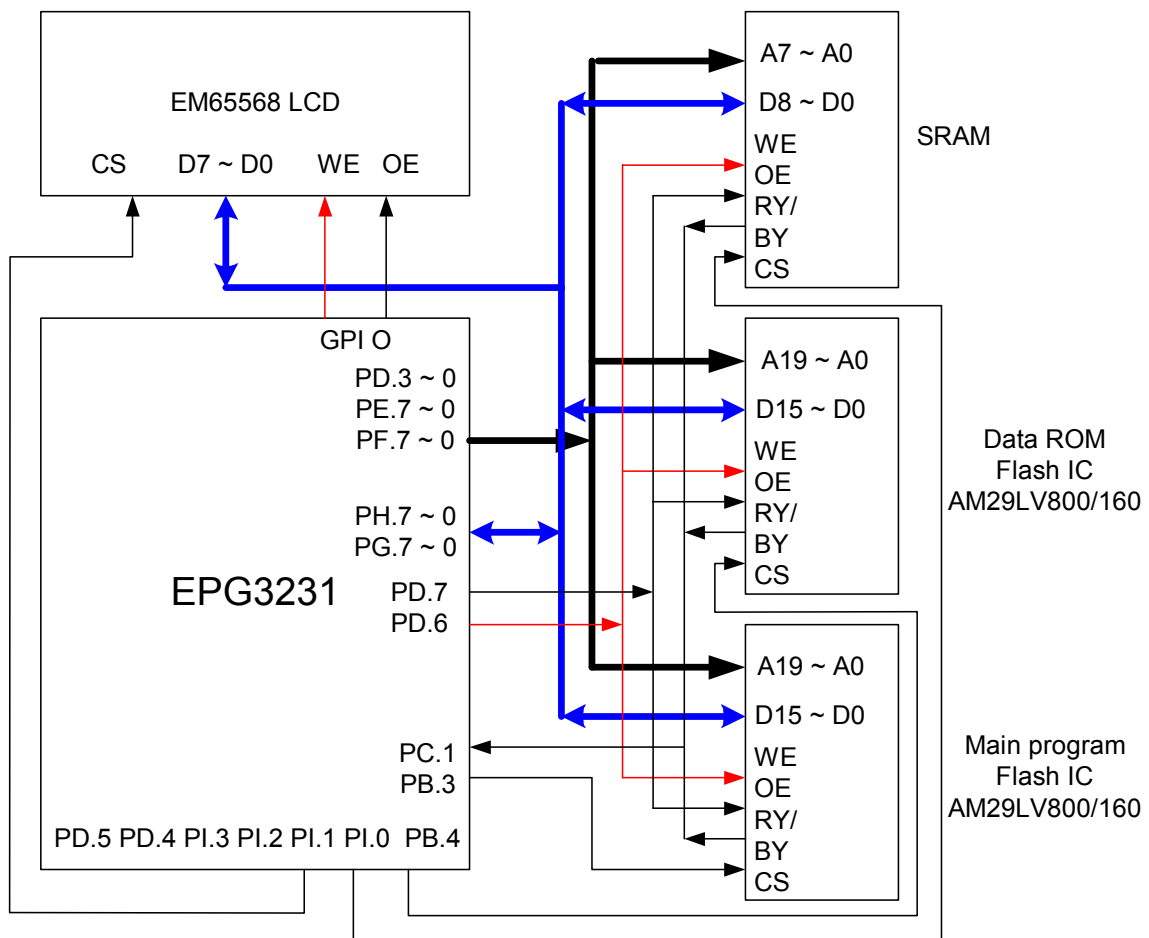 EM65568 LCD
CS D7 ~ D0 WE OE
A7 ~ A0
D8 ~ D0
WE
OE
RY/
BY
CS
SRAM
GPI O
PD.3 ~ 0
PE.7 ~ 0
PF.7 ~ 0
PH.7 ~ 0
PG.7 ~ 0
EPG3231
PD.7
PD.6
PC.1
PB.3
PD.5 PD.4 PI.3 PI.2 PI.1 PI.0 PB.4
A19 ~ A0
D15 ~ D0
WE
OE
RY/
BY
CS
Data ROM
Flash IC
AM29LV800/160
A19 ~ A0
D15 ~ D0
WE
OE
RY/
BY
CS
Main program
Flash IC
AM29LV800/160